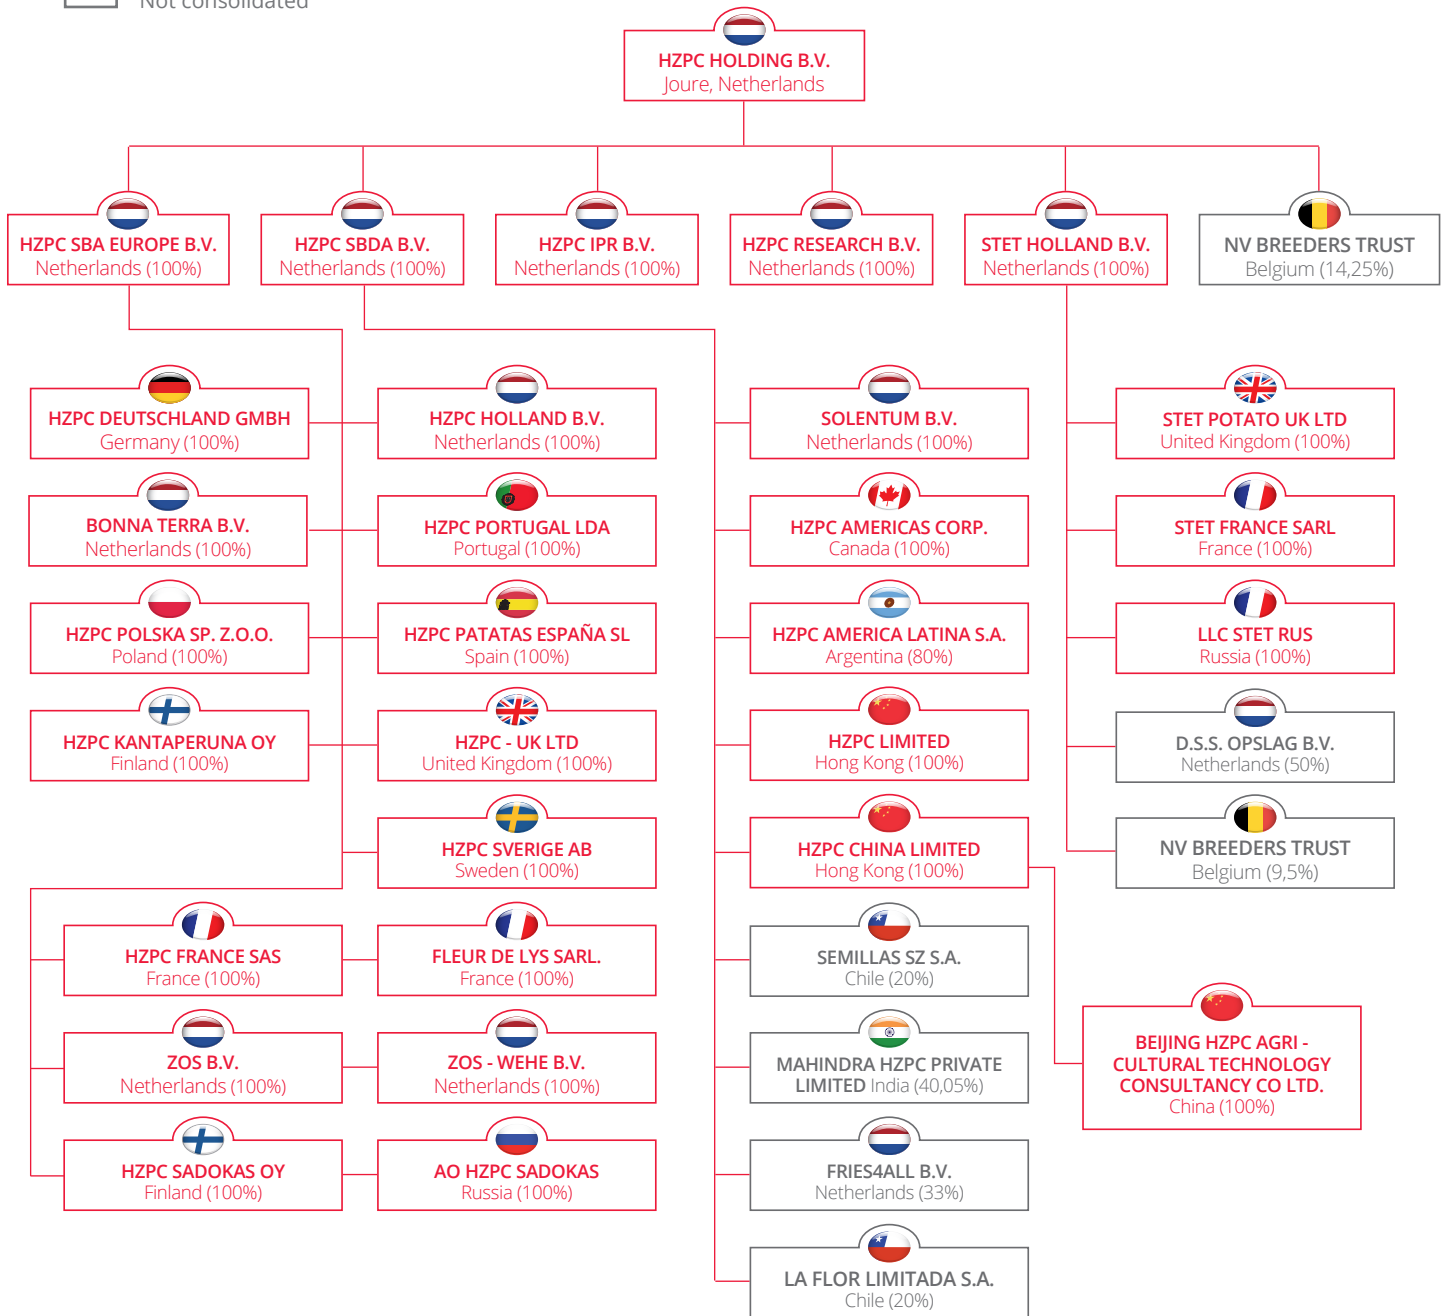 Not consolidated
HZPC HOLDING B.V.
Joure, Netherlands
HZPC SBA EUROPE B.V.
Netherlands (100%)
HZPC SBDA B.V.
Netherlands (100%)
HZPC IPR B.V.
Netherlands (100%)
HZPC RESEARCH B.V.
Netherlands (100%)
STET HOLLAND B.V.
Netherlands (100%)
NV BREEDERS TRUST
Belgium (14,25%)
HZPC DEUTSCHLAND GMBH
Germany (100%)
HZPC HOLLAND B.V.
Netherlands (100%)
SOLENTUM B.V.
Netherlands (100%)
STET POTATO UK LTD
United Kingdom (100%)
BONNA TERRA B.V.
Netherlands (100%)
HZPC PORTUGAL LDA
Portugal (100%)
HZPC AMERICAS CORP.
Canada (100%)
STET FRANCE SARL
France (100%)
HZPC POLSKA SP. Z.O.O.
Poland (100%)
HZPC PATATAS ESPAÑA SL
Spain (100%)
HZPC AMERICA LATINA S.A.
Argentina (80%)
LLC STET RUS
Russia (100%)
HZPC KANTAPERUNA OY
Finland (100%)
HZPC - UK LTD
United Kingdom (100%)
HZPC LIMITED
Hong Kong (100%)
D.S.S. OPSLAG B.V.
Netherlands (50%)
HZPC SVERIGE AB
Sweden (100%)
HZPC CHINA LIMITED
Hong Kong (100%)
NV BREEDERS TRUST
Belgium (9,5%)
HZPC FRANCE SAS
France (100%)
FLEUR DE LYS SARL.
France (100%)
SEMILLAS SZ S.A.
Chile (20%)
ZOS B.V.
Netherlands (100%)
ZOS - WEHE B.V.
Netherlands (100%)
MAHINDRA HZPC PRIVATE
LIMITED India (40,05%)
BEIJING HZPC AGRI -
CULTURAL TECHNOLOGY
CONSULTANCY CO LTD.
China (100%)
HZPC SADOKAS OY
Finland (100%)
AO HZPC SADOKAS
Russia (100%)
FRIES4ALL B.V.
Netherlands (33%)
LA FLOR LIMITADA S.A.
Chile (20%)